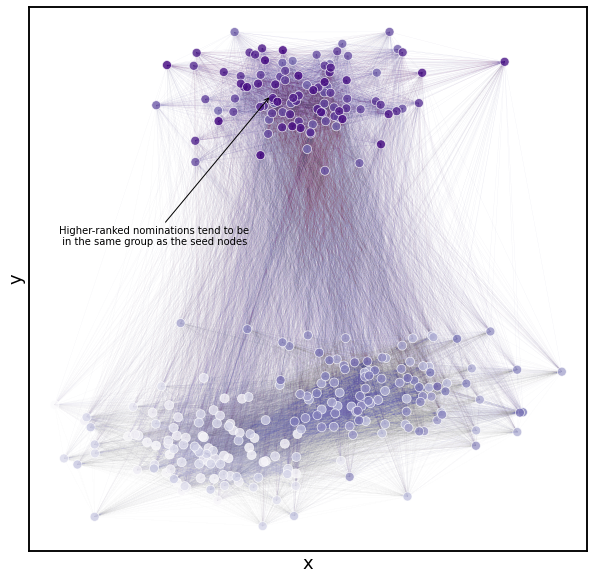 Higher-ranked nominations tend to be
in the same group as the seed nodes
y
x